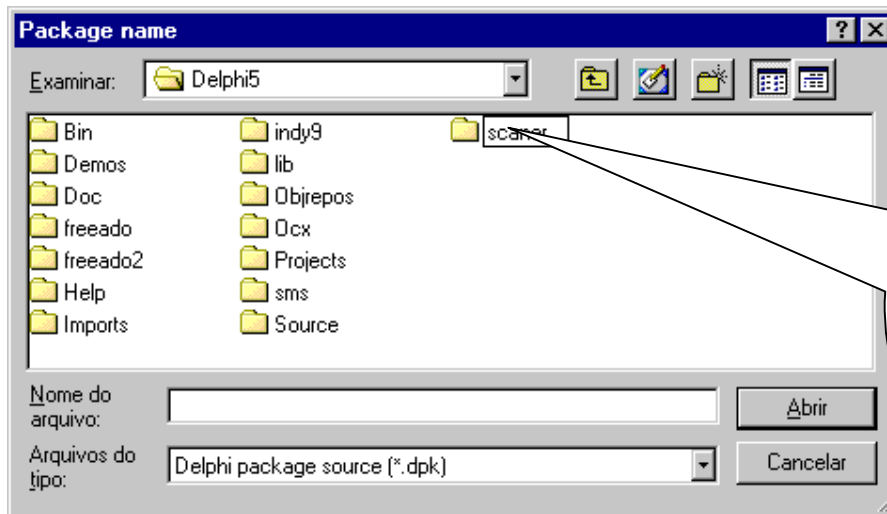 Package name
Examinar: Delphi5
Bin indy9 scaner
Demos lib
Doc Objrepos
freeado Ocx
freeado2 Projects
Help sms
Imports Source
Nome do arquivo: Abrir
Arquivos do tipo: Delphi package source (*.dpk) Cancelar